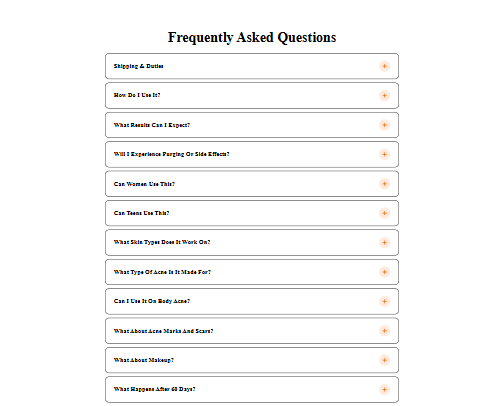 Frequently Asked Questions
Shipping & Duties
How Do I Use It?
What Results Can I Expect?
Will I Experience Purging Or Side Effects?
Can Women Use This?
Can Teens Use This?
What Skin Types Does It Work On?
What Type Of Acne Is It Made For?
Can I Use It On Body Acne?
What About Acne Marks And Scars?
What About Makeup?
What Happens After 60 Days?